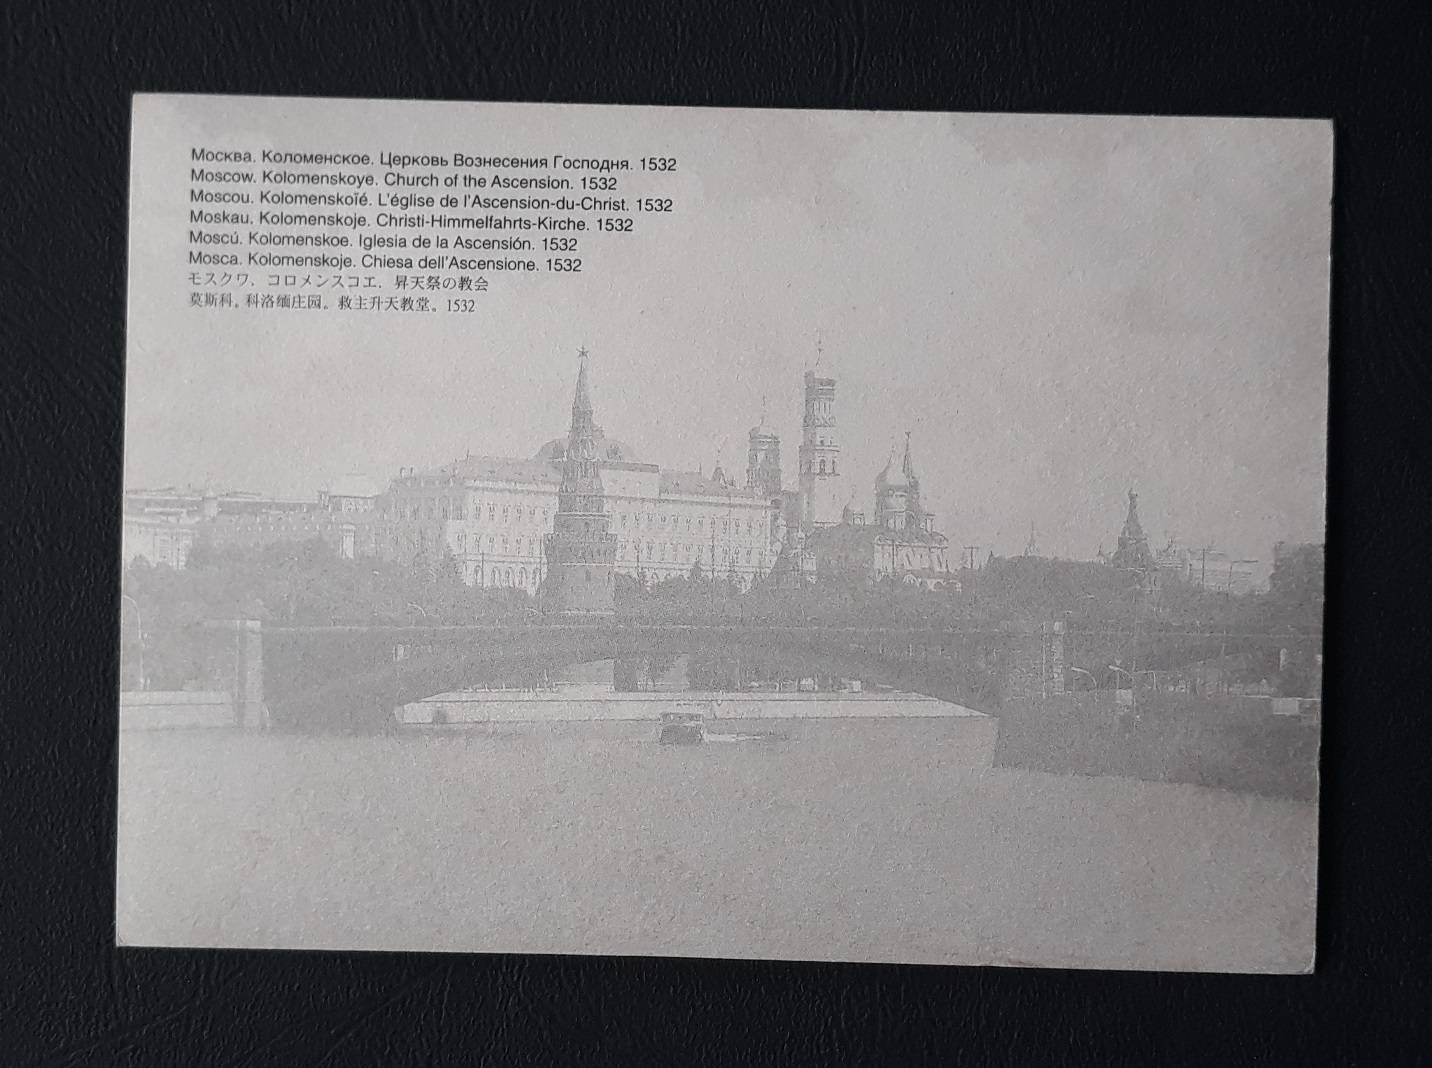 Москва. Коломенское. Церковь Вознесения Господня. 1532
Moscow. Kolomenskoye. Church of the Ascension. 1532
Moscou. Kolomenskoïé. L'église de l'Ascension-du-Christ. 1532
Moskau. Kolomenskoje. Christi-Himmelfahrts-Kirche. 1532
Moscú. Kolomenskoe. Iglesia de la Ascensión. 1532
Mosca. Kolomenskoje. Chiesa dell'Ascensione. 1532
モスクワ．コロメンスコエ．昇天祭の教会
莫斯科。科洛缅庄园。救主升天教堂。1532